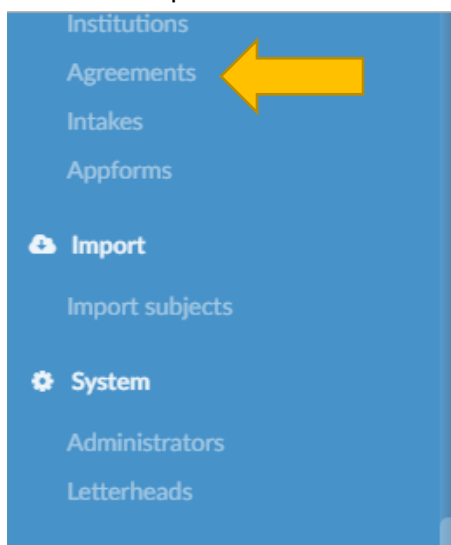 Institutions
Agreements
Intakes
Appforms
Import
Import subjects
System
Administrators
Letterheads